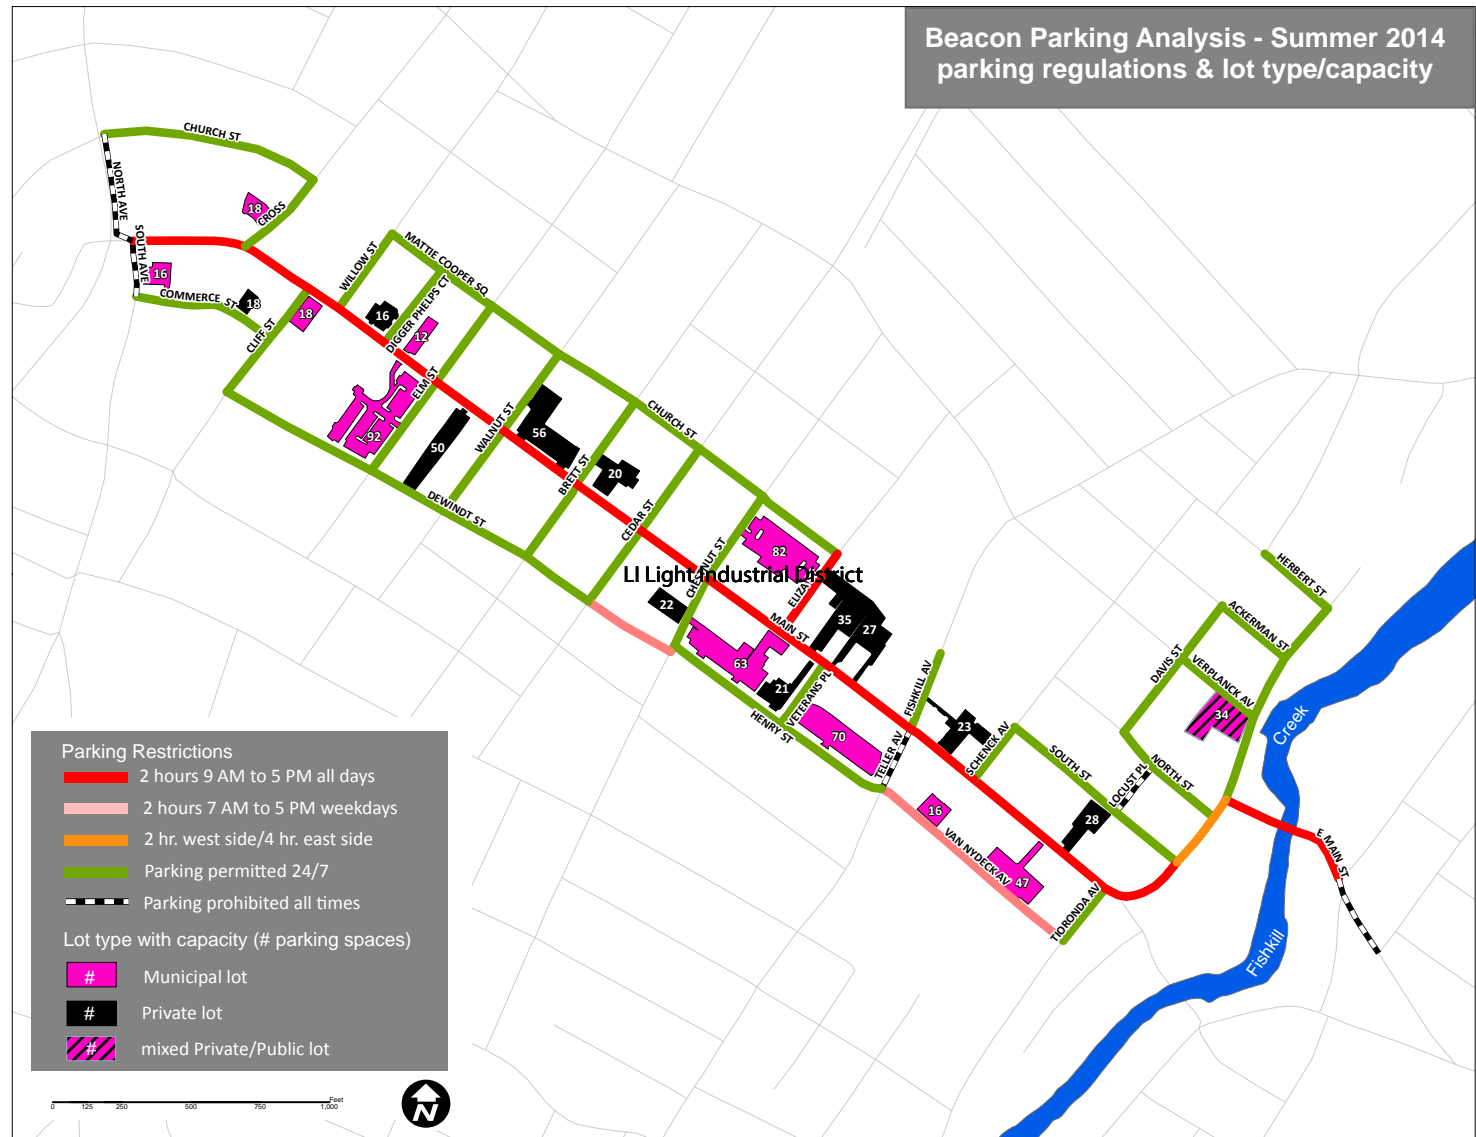 Beacon Parking Analysis - Summer 2014
parking regulations & lot type/capacity
CHURCH ST
NORTH AVE
18
CROSS
SOUTH AVE
16
COMMERCE ST
18
CLIFF ST
18
WILLOW ST
MATTIE COOPER SQ
16
DIGGER PHELPS CT
12
ELM ST
92
50
WALNUT ST
56
DEWINDT ST
BRETT ST
20
CHURCH ST
CEDAR ST
CHESTNUT ST
82
LI Light Industrial District
22
MAIN ST
35
27
63
21
VETERANS PL
HENRY ST
70
TELLER AV
FISHKILL AV
23
SCHENCK AV
SOUTH ST
16
VAN NYDECK AV
47
28
LOCUST PL
TIORONDA AV
NORTH ST
DAVIS ST
34
VERPLANCK AV
ACKERMAN ST
HERBERT ST
E MAIN ST.
Creek
Fishkill
Parking Restrictions
2 hours 9 AM to 5 PM all days
2 hours 7 AM to 5 PM weekdays
2 hr. west side/4 hr. east side
Parking permitted 24/7
Parking prohibited all times
Lot type with capacity (# parking spaces)
# Municipal lot
# Private lot
# mixed Private/Public lot
Feet
0 125 250 500 750 1,000
N